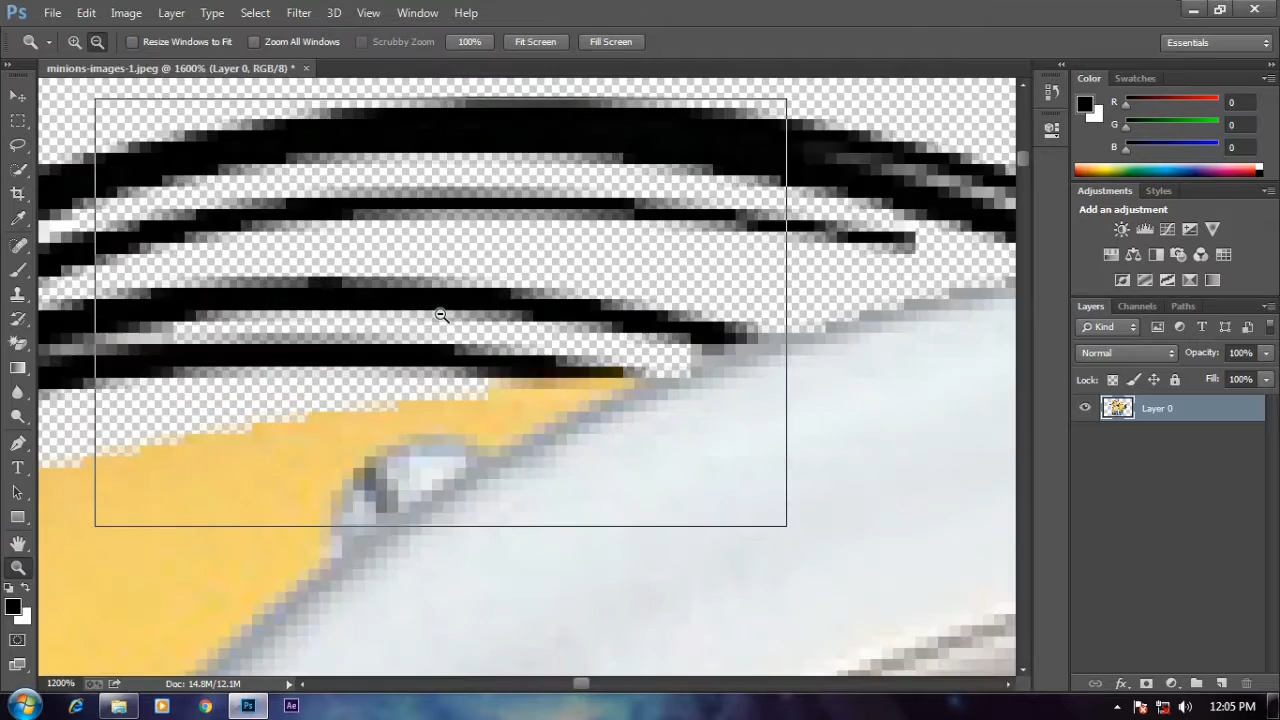 Ps File Edit Image Layer Type Select Filter 3D View Window Help
Resize Windows to Fit Zoom All Windows Scrubby Zoom 100% Fit Screen Fill Screen Essentials
minions-images-1.jpeg @ 1600% (Layer 0, RGB/8) * ×
Color Swatches
R 0
G 0
B 0
Adjustments Styles
Add an adjustment
Layers Channels Paths
Kind
Normal Opacity: 100%
Lock: Fill: 100%
Layer 0
fx
1200% Doc: 14.8M/12.1M
Ps Ae 12:05 PM